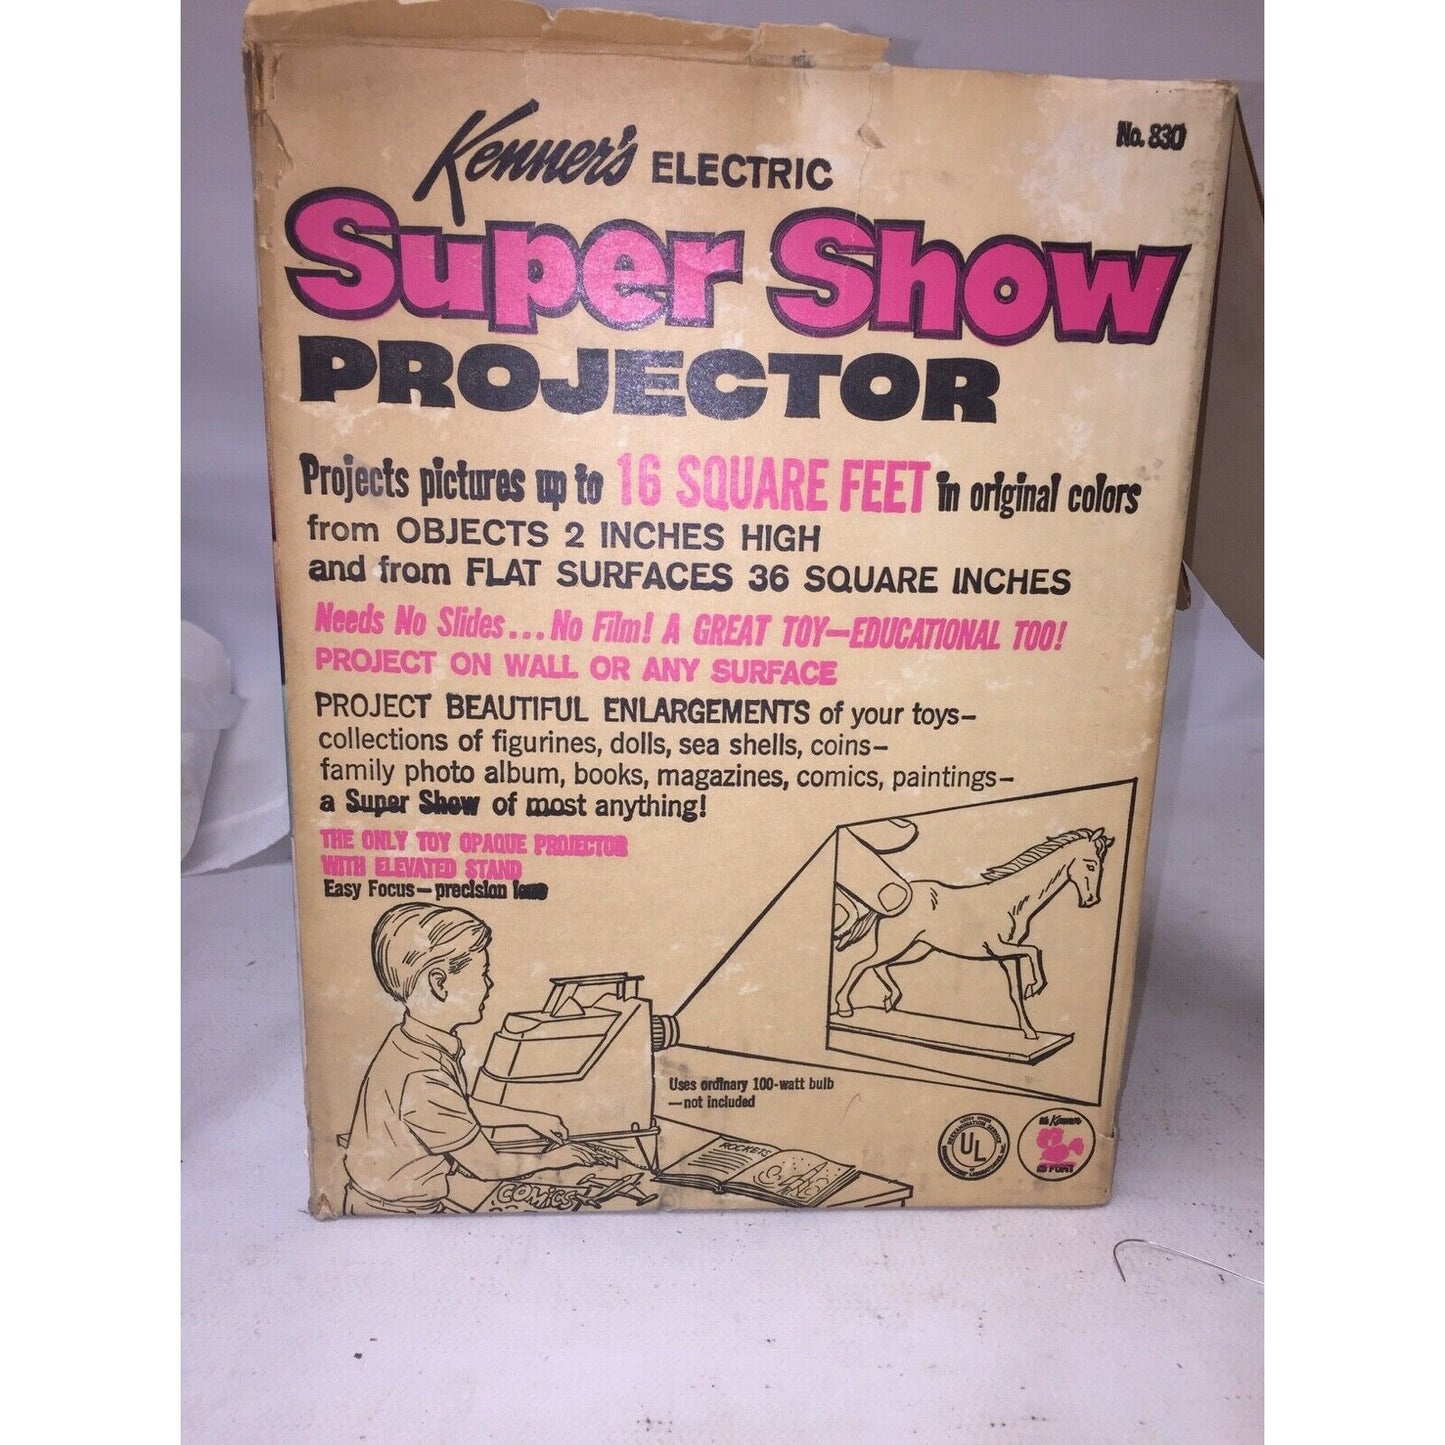 Kenner's ELECTRIC
No. 830
Super Show
PROJECTOR
Projects pictures up to 16 SQUARE FEET in original colors
from OBJECTS 2 INCHES HIGH
and from FLAT SURFACES 36 SQUARE INCHES
Needs No Slides... No Film! A GREAT TOY—EDUCATIONAL TOO!
PROJECT ON WALL OR ANY SURFACE
PROJECT BEAUTIFUL ENLARGEMENTS of your toys—
collections of figurines, dolls, sea shells, coins—
family photo album, books, magazines, comics, paintings—
a Super Show of most anything!
THE ONLY TOY OPAQUE PROJECTOR
WITH ELEVATED STAND
Easy Focus—precision lens
Uses ordinary 100-watt bulb
—not included
ROCKETS
COMICS
UL
Kenner's